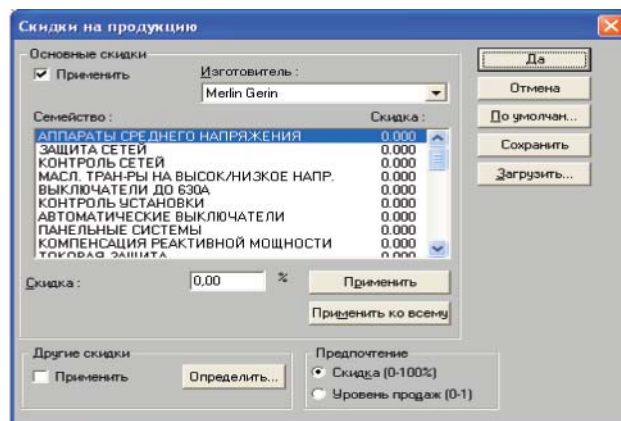 Скидки на продукцию
Основные скидки
Применить
Изготовитель :
Merlin Gerin
Семейство :
Скидка :
АППАРАТЫ СРЕДНЕГО НАПРЯЖЕНИЯ 0.000
ЗАЩИТА СЕТЕЙ 0.000
КОНТРОЛЬ СЕТЕЙ 0.000
МАСЛ. ТРАН-РЫ НА ВЫСОК/НИЗКОЕ НАПР. 0.000
ВЫКЛЮЧАТЕЛИ ДО 630А 0.000
КОНТРОЛЬ УСТАНОВКИ 0.000
АВТОМАТИЧЕСКИЕ ВЫКЛЮЧАТЕЛИ 0.000
ПАНЕЛЬНЫЕ СИСТЕМЫ 0.000
КОМПЕНСАЦИЯ РЕАКТИВНОЙ МОЩНОСТИ 0.000
ТОКОВАЯ ЗАЩИТА 0.000
Скидка :
0,00
%
Применить
Применить ко всему
Другие скидки
Применить
Определить...
Предпочтение
Скидка (0-100%)
Уровень продаж (0-1)
Да
Отмена
По умолчан...
Сохранить
Загрузить...